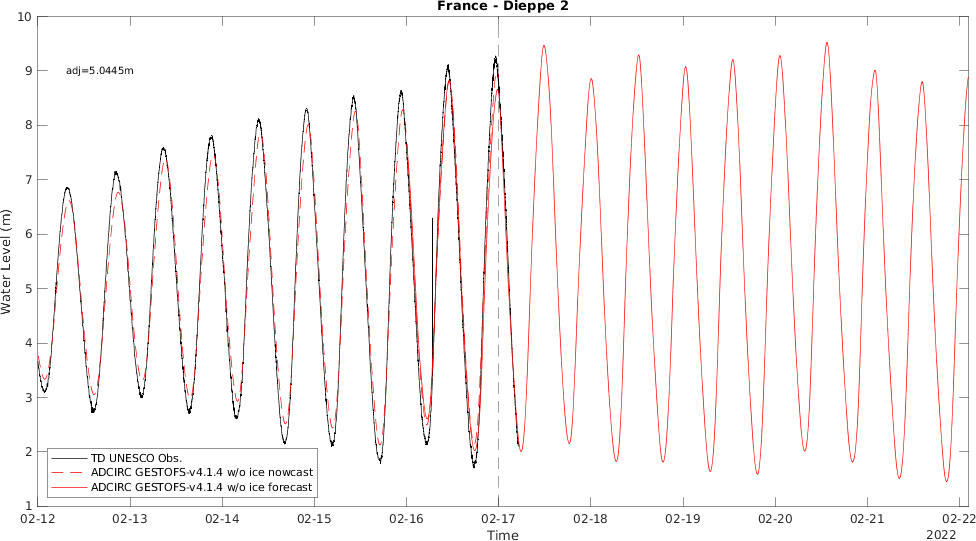 France - Dieppe 2
adj=5.0445m
10
9
8
7
6
5
4
3
2
1
Water Level (m)
TD UNESCO Obs.
ADCIRC GESTOFS-v4.1.4 w/o ice nowcast
ADCIRC GESTOFS-v4.1.4 w/o ice forecast
02-12 02-13 02-14 02-15 02-16 02-17 02-18 02-19 02-20 02-21 02-22
Time
2022